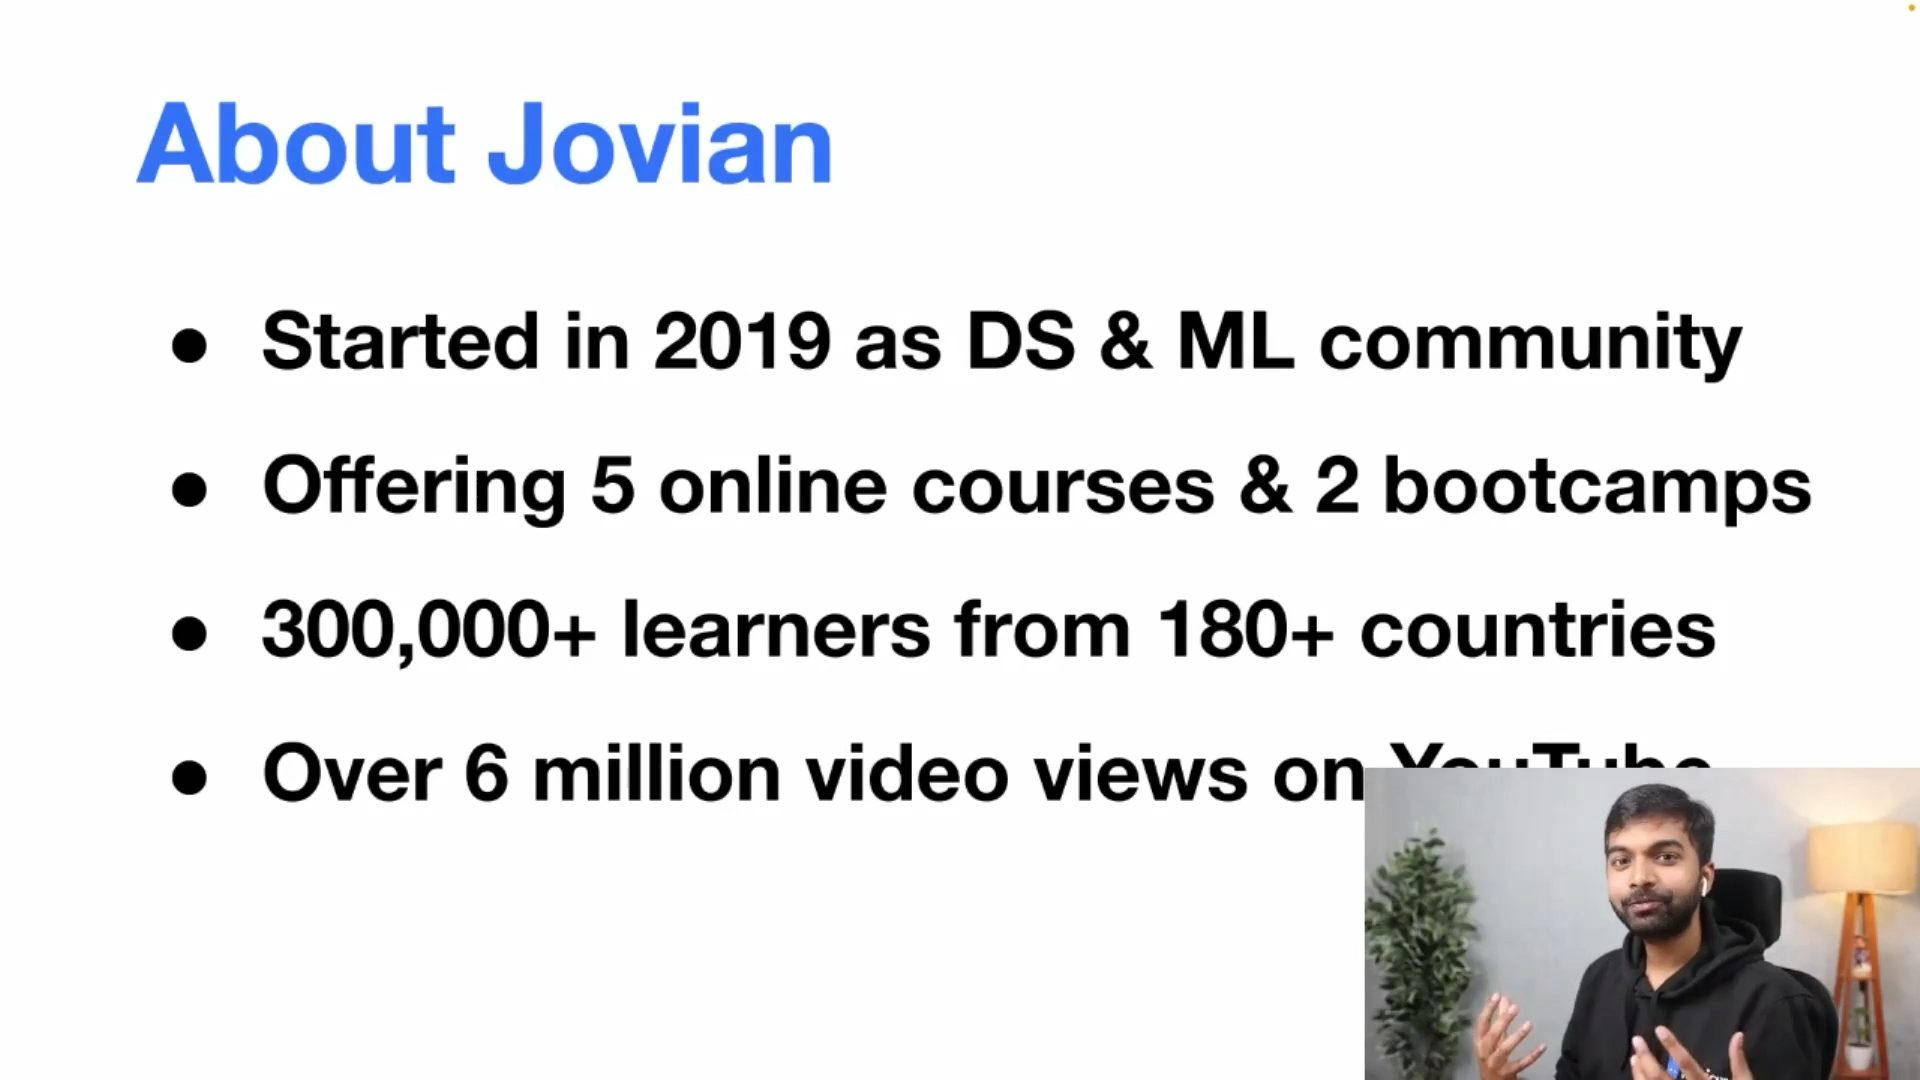 About Jovian
● Started in 2019 as DS & ML community
● Offering 5 online courses & 2 bootcamps
● 300,000+ learners from 180+ countries
● Over 6 million video views on YouTube